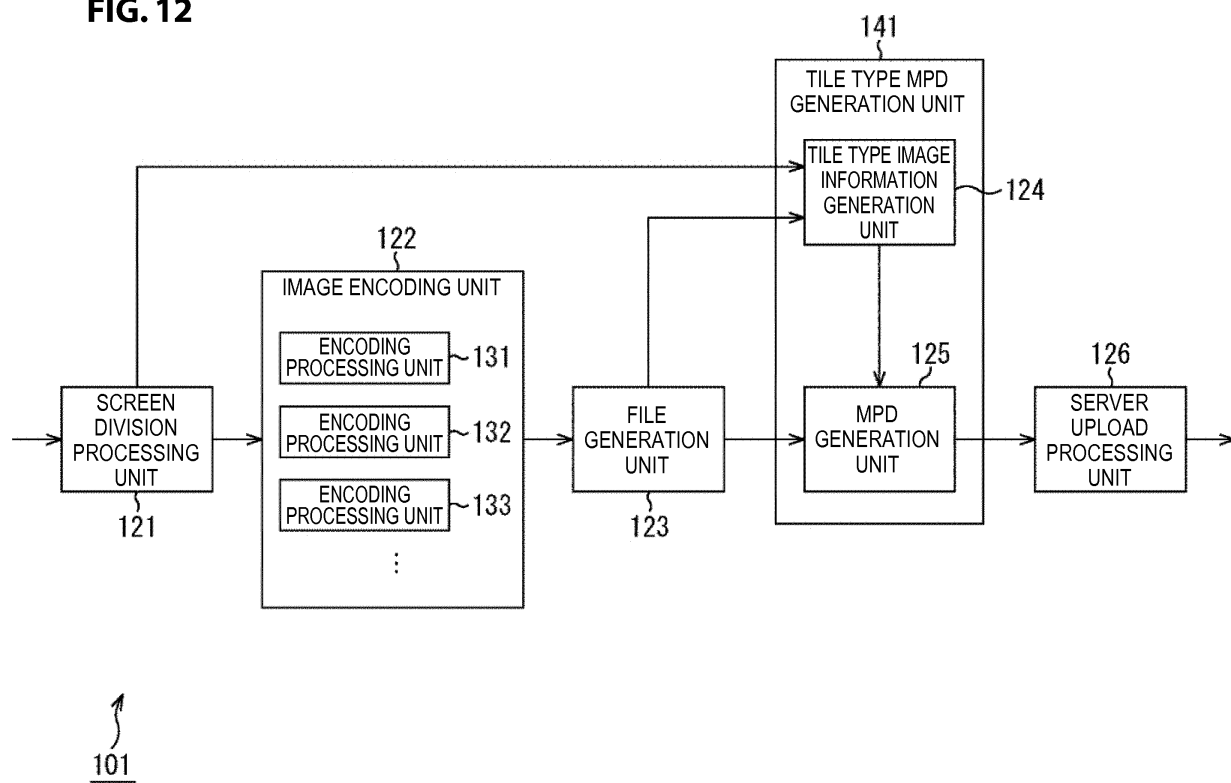 FIG. 12
141
TILE TYPE MPD
GENERATION UNIT
TILE TYPE IMAGE
INFORMATION
GENERATION
UNIT
124
122
IMAGE ENCODING UNIT
ENCODING
PROCESSING UNIT
131
ENCODING
PROCESSING UNIT
132
ENCODING
PROCESSING UNIT
133
⋮
SCREEN
DIVISION
PROCESSING
UNIT
121
FILE
GENERATION
UNIT
123
125
MPD
GENERATION
UNIT
126
SERVER
UPLOAD
PROCESSING
UNIT
101